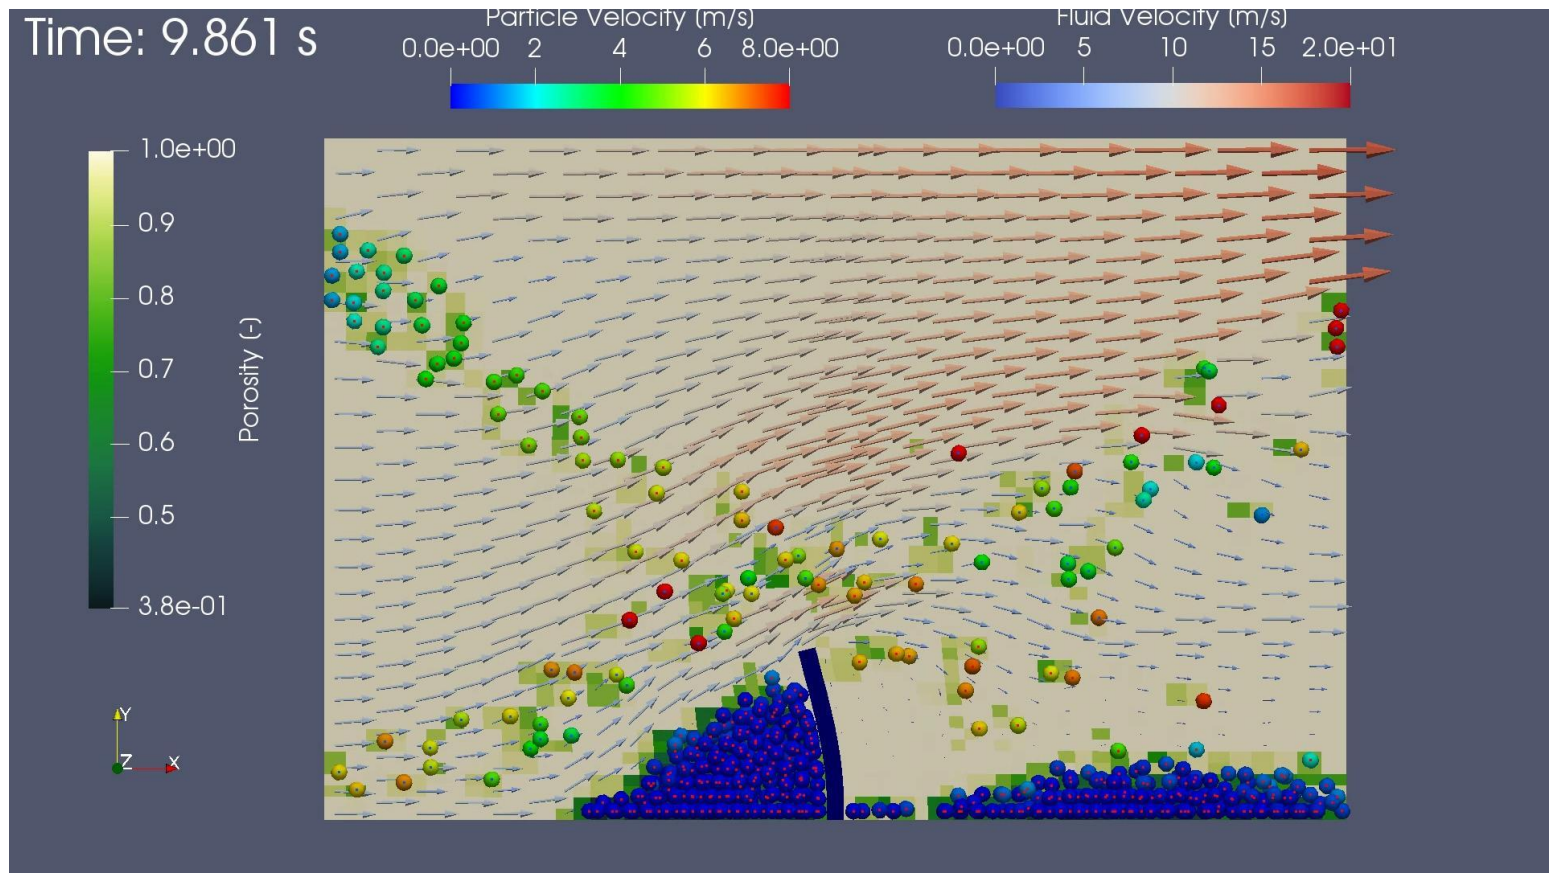 Time: 9.861 s
Particle Velocity (m/s)
0.0e+00 2 4 6 8.0e+00
Fluid Velocity (m/s)
0.0e+00 5 10 15 2.0e+01
Porosity (-)
1.0e+00
0.9
0.8
0.7
0.6
0.5
3.8e-01
Y
Z X